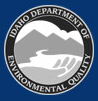 IDAHO DEPARTMENT OF
ENVIRONMENTAL QUALITY